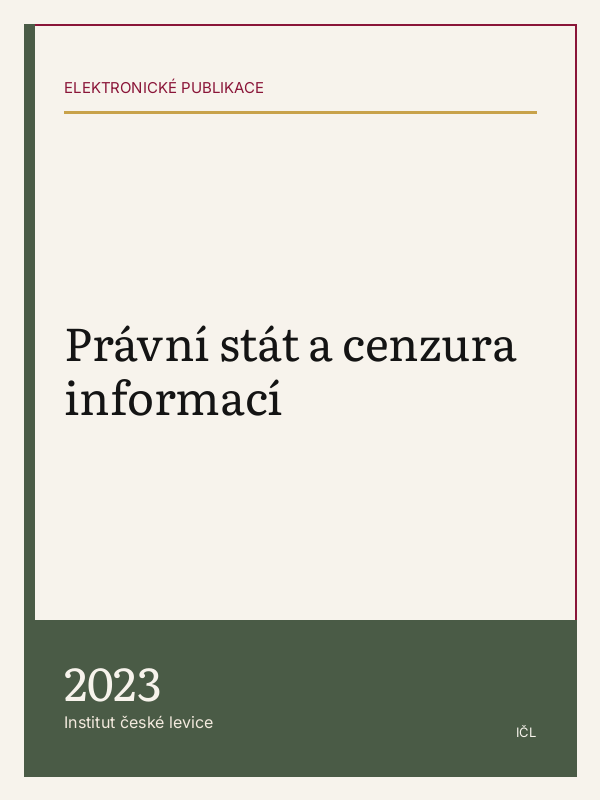 ELEKTRONICKÉ PUBLIKACE
Právní stát a cenzura
informací
2023
Institut české levice
IČL